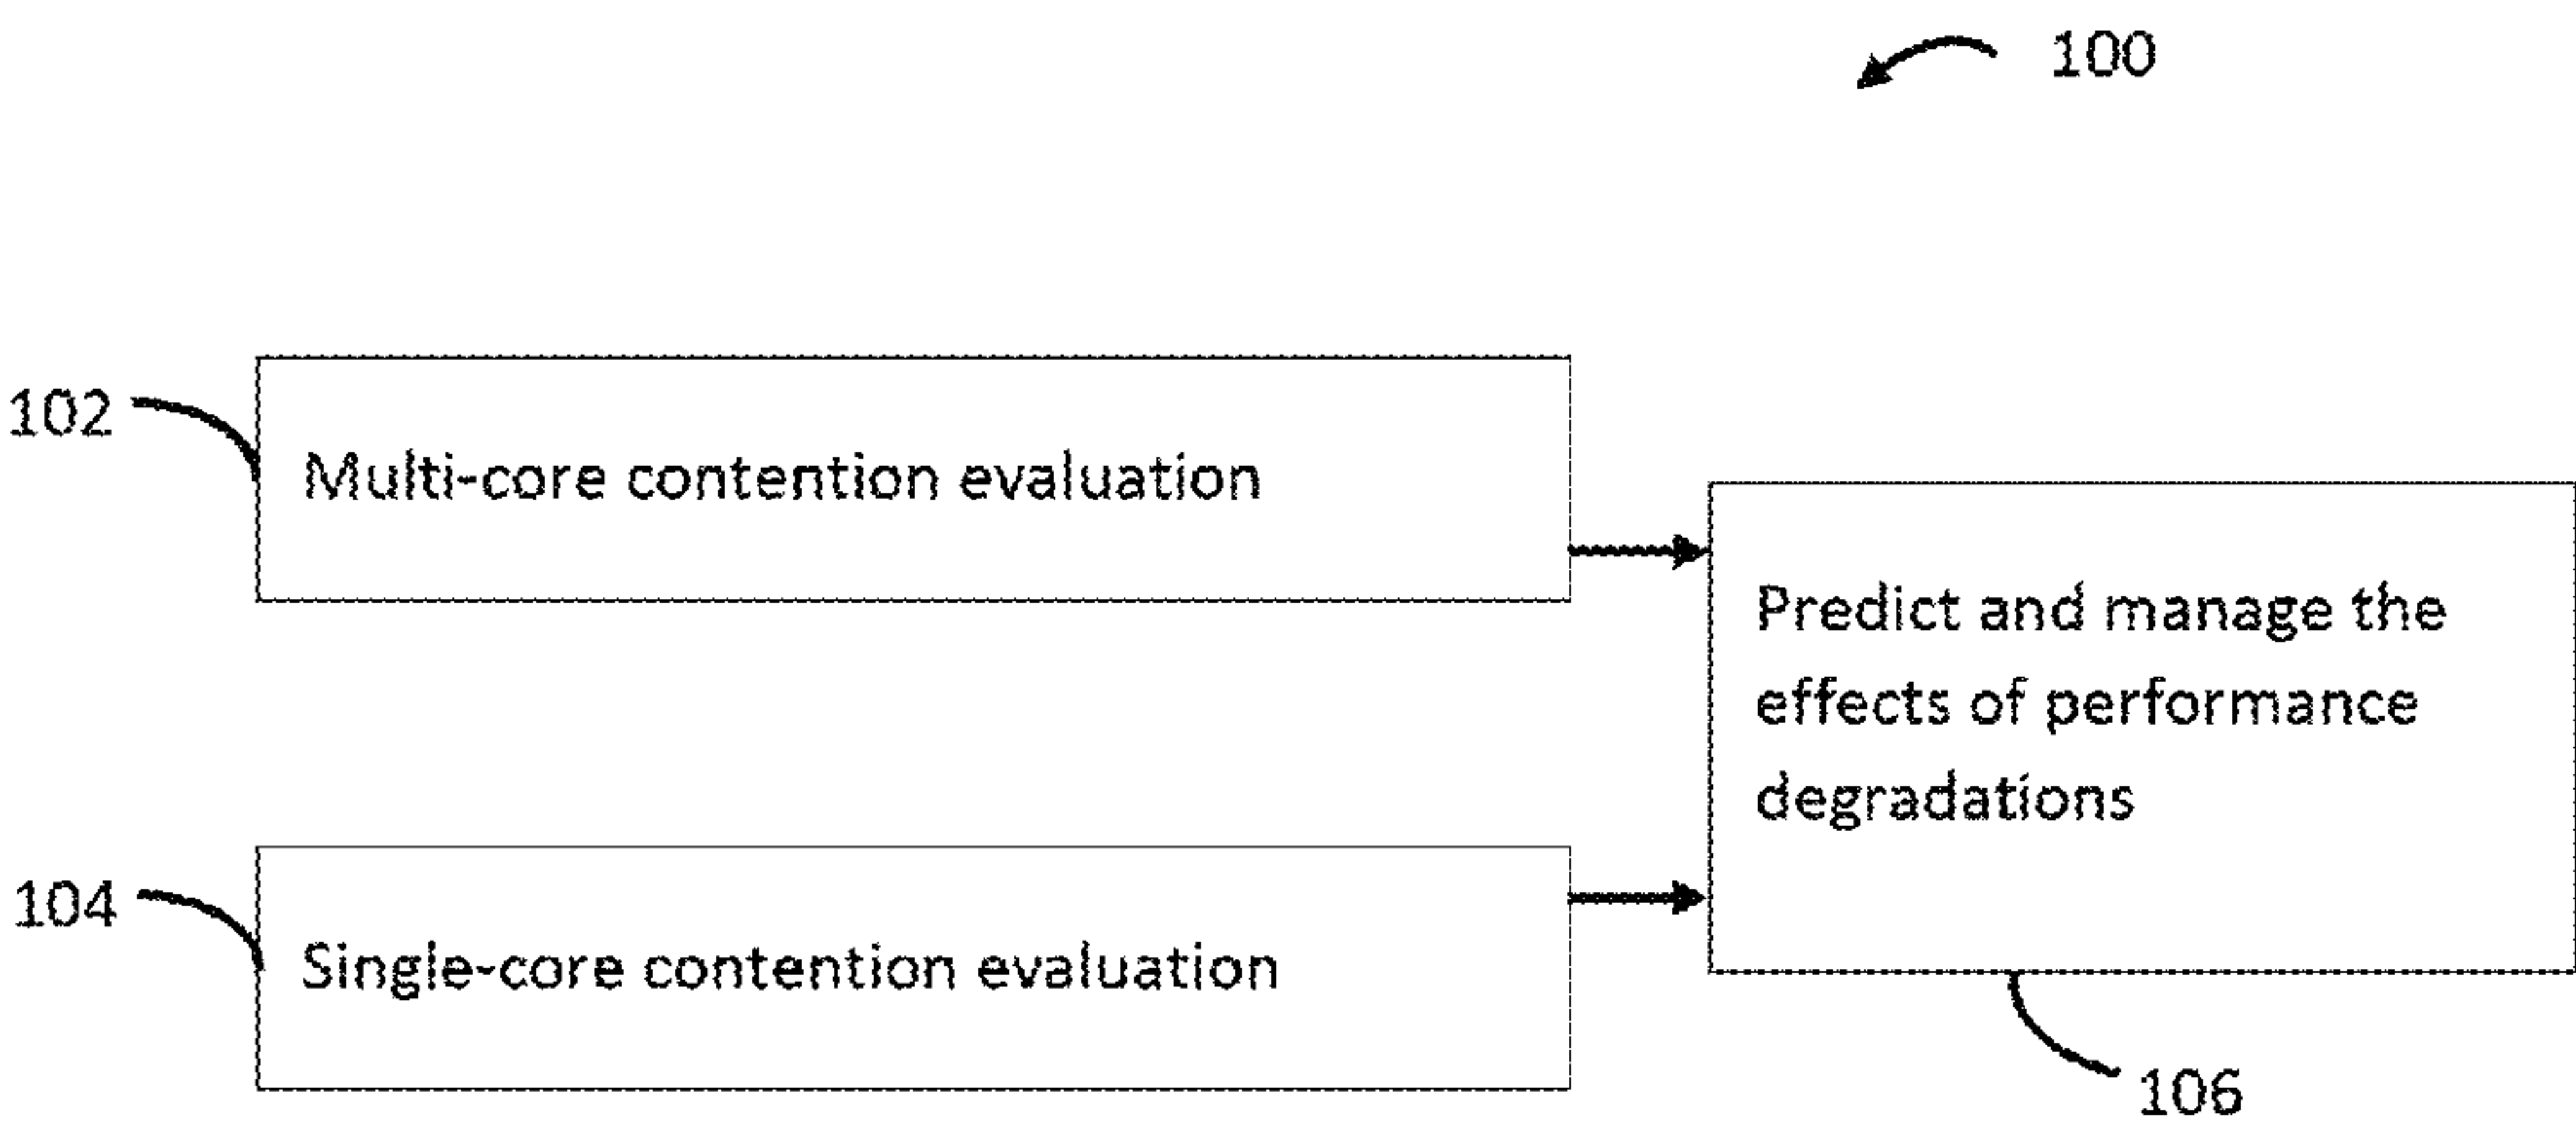 100
102
Multi-core contention evaluation
Predict and manage the
effects of performance
degradations
104
Single-core contention evaluation
106